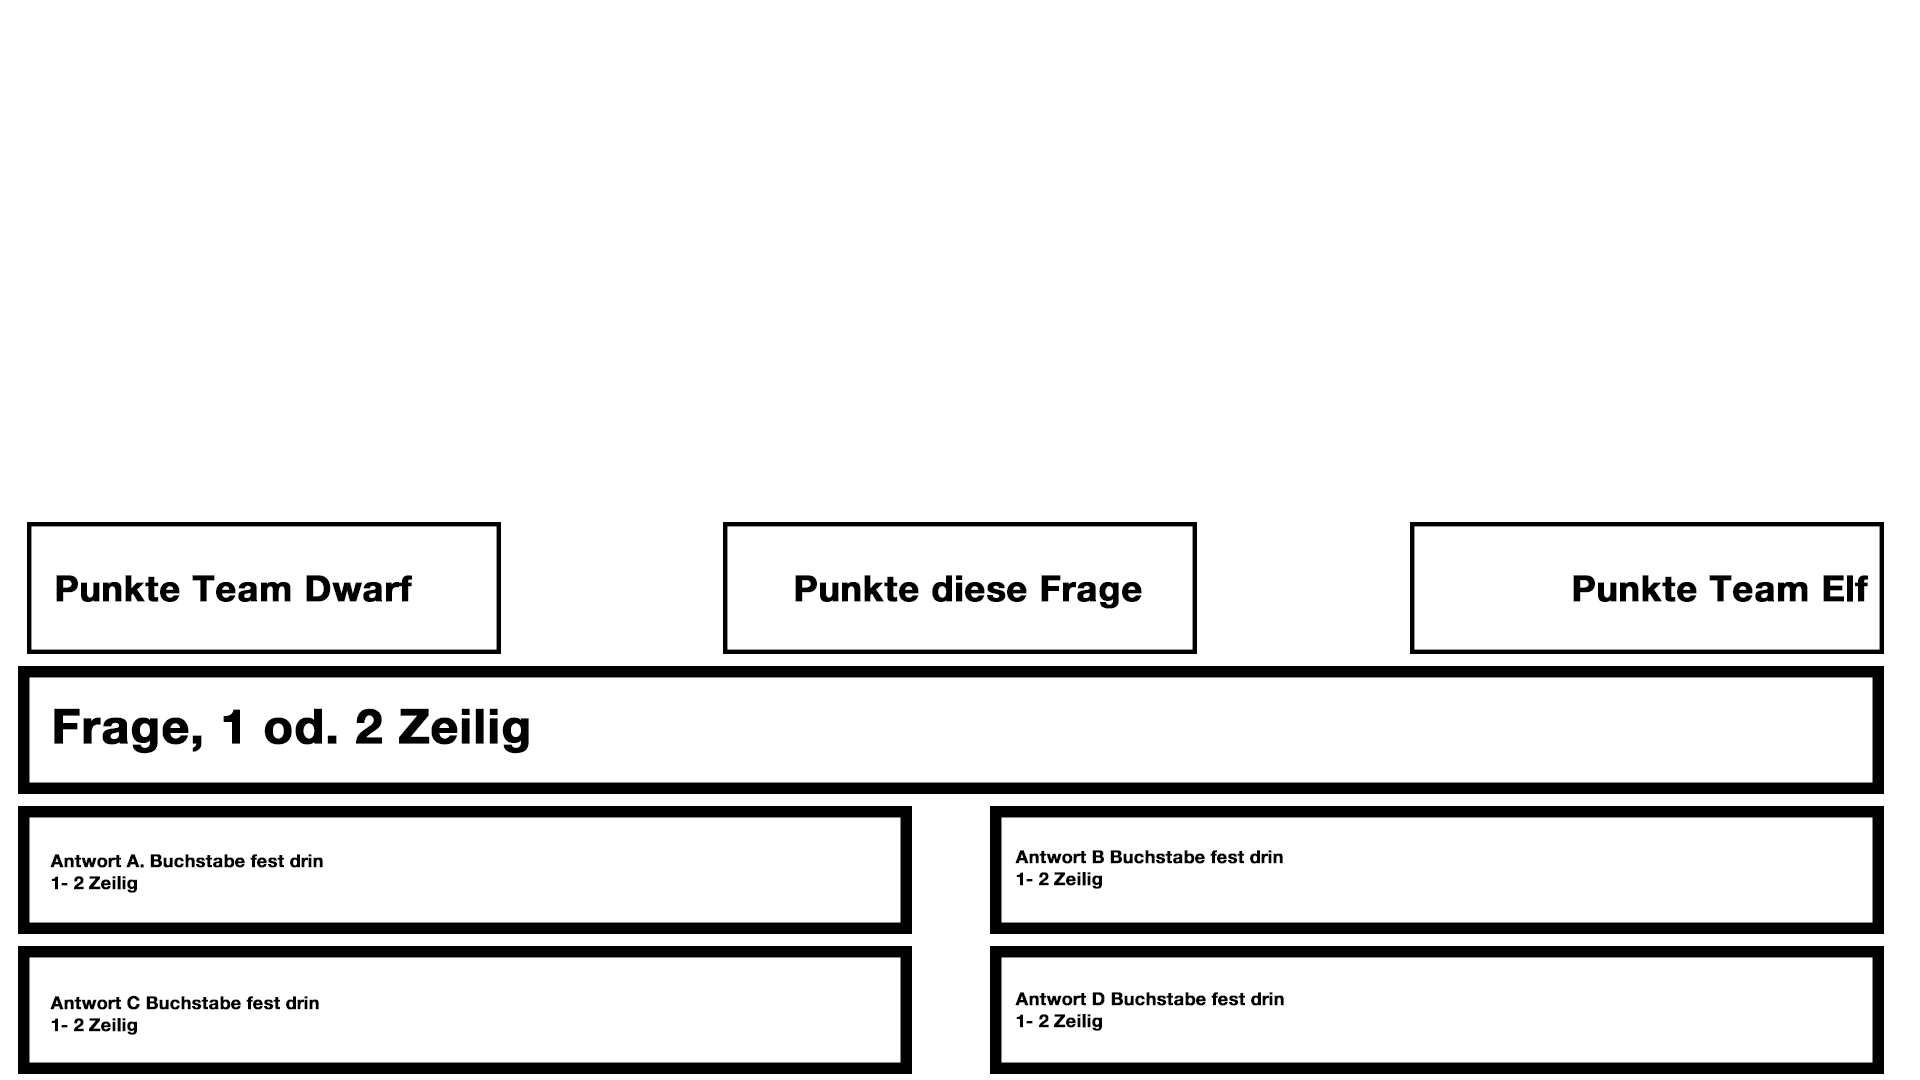 Punkte Team Dwarf
Punkte diese Frage
Punkte Team Elf
Frage, 1 od. 2 Zeilig
Antwort A. Buchstabe fest drin
1- 2 Zeilig
Antwort B Buchstabe fest drin
1- 2 Zeilig
Antwort C Buchstabe fest drin
1- 2 Zeilig
Antwort D Buchstabe fest drin
1- 2 Zeilig